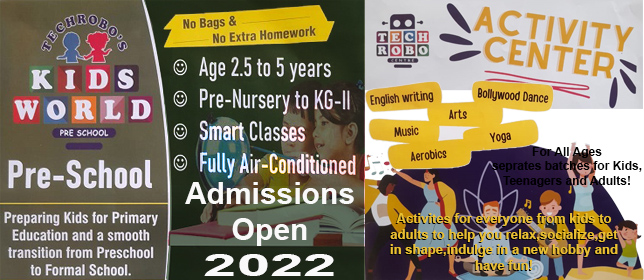 TECHROBO'S
KIDS
WORLD
PRE SCHOOL
Pre-School
Preparing Kids for Primary
Education and a smooth
transition from Preschool
to Formal School.
No Bags &
No Extra Homework
Age 2.5 to 5 years
Pre-Nursery to KG-II
Smart Classes
Fully Air-Conditioned
Admissions
Open
2022
TECH
ROBO
CENTRE
ACTIVITY
CENTER
English writing
Bollywood Dance
Arts
Music
Yoga
Aerobics
For All Ages
seprates batches for Kids,
Teenagers and Adults!
Activites for everyone from kids to
adults to help you relax,socialize,get
in shape,indulge in a new hobby and
have fun!